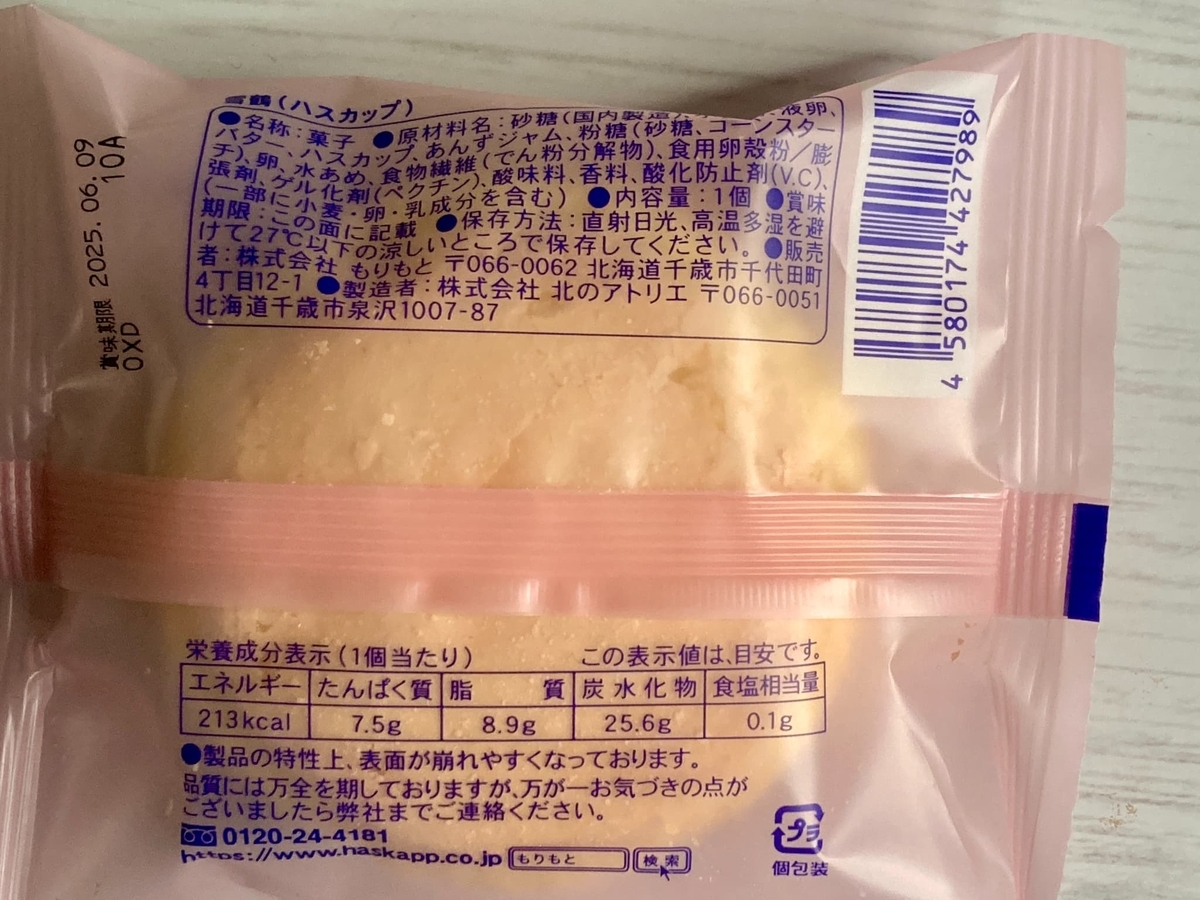 雪鶴(ハスカップ)
●名称:菓子 ●原材料名:砂糖(国内製造)、液卵、
バター、ハスカップ、あんずジャム、粉糖(砂糖、コーンスター
チ)、卵、水あめ、食物繊維(でん粉分解物)、食用卵殻粉/膨
張剤、ゲル化剤(ペクチン)、酸味料、香料、酸化防止剤(V.C)、
(一部に小麦・卵・乳成分を含む) ●内容量:1個 ●賞味
期限:この面に記載 ●保存方法:直射日光、高温多湿を避
けて27℃以下の涼しいところで保存してください。 ●販売
者:株式会社 もりもと 〒066-0062 北海道千歳市千代田町
4丁目12-1 ●製造者:株式会社 北のアトリエ 〒066-0051
北海道千歳市泉沢1007-87
賞味期限 2025.06.09
0XD 10A
4 580174 427989
栄養成分表示(1個当たり) この表示値は、目安です。
エネルギー たんぱく質 脂質 炭水化物 食塩相当量
213kcal 7.5g 8.9g 25.6g 0.1g
●製品の特性上、表面が崩れやすくなっております。
品質には万全を期しておりますが、万が一お気づきの点が
ございましたら弊社までご連絡ください。
0120-24-4181
https://www.haskapp.co.jp もりもと 検索
プラ
個包装